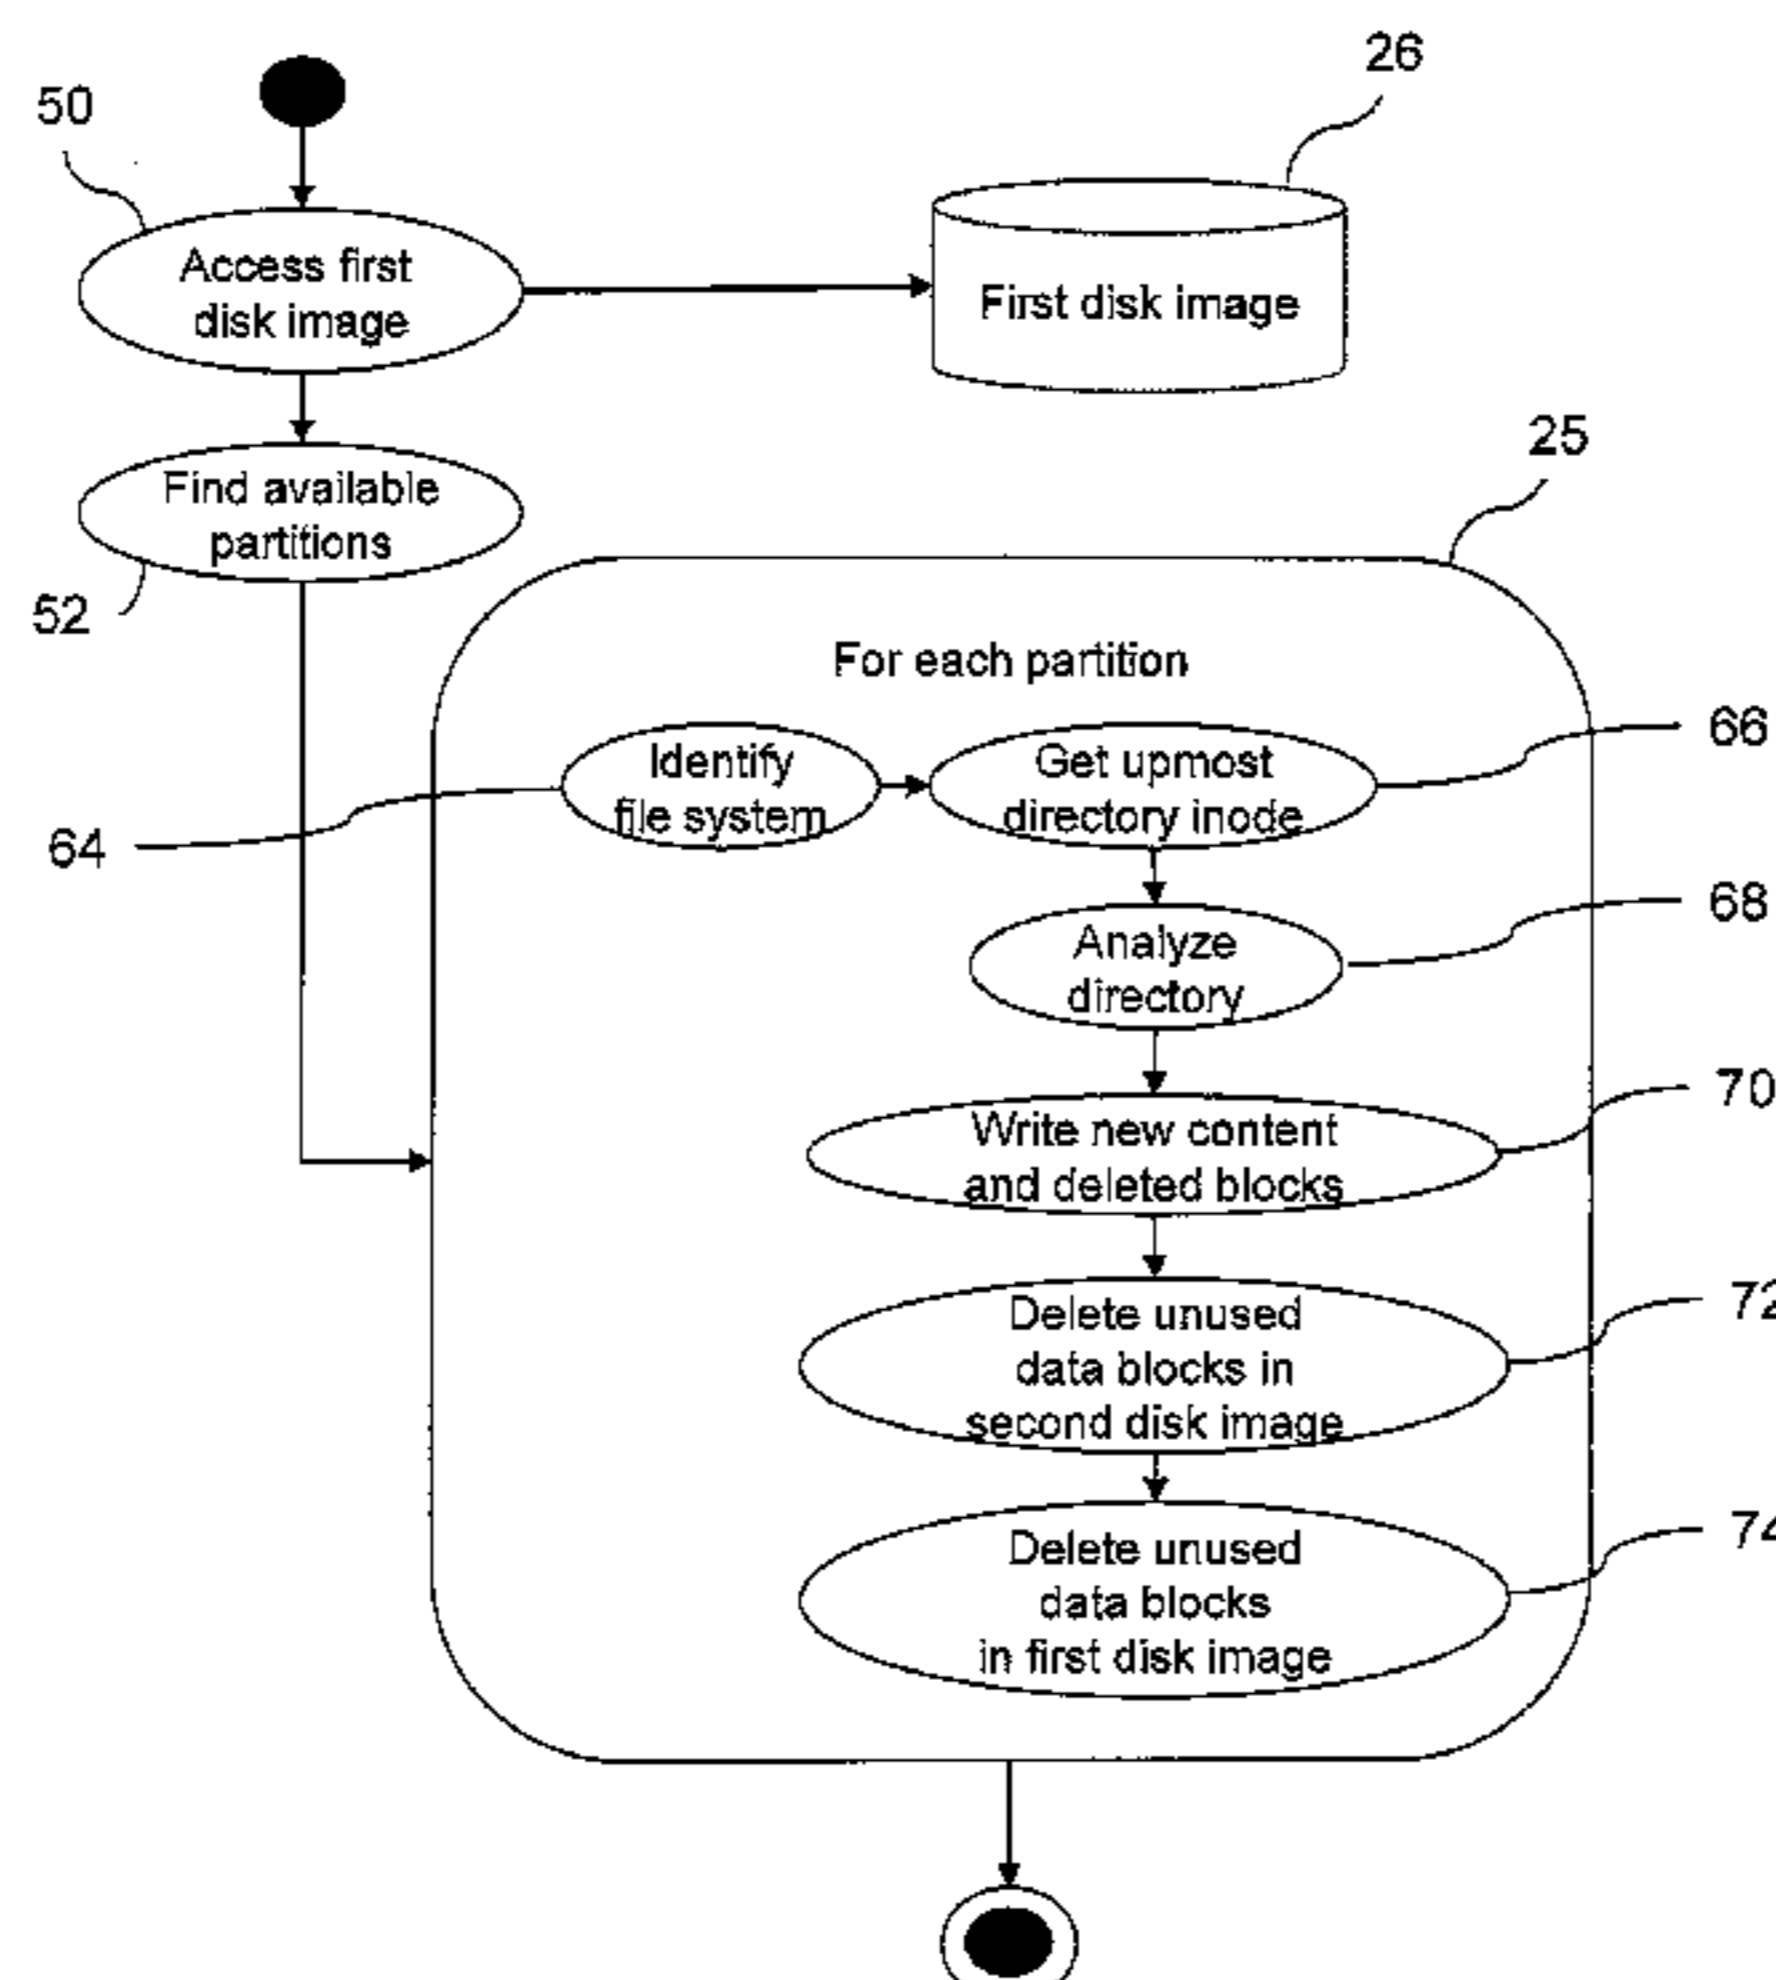 26
50
Access first
disk image
First disk image
25
Find available
partitions
52
For each partition
66
Identify
file system
Get upmost
directory inode
64
68
Analyze
directory
70
Write new content
and deleted blocks
72
Delete unused
data blocks in
second disk image
74
Delete unused
data blocks
in first disk image